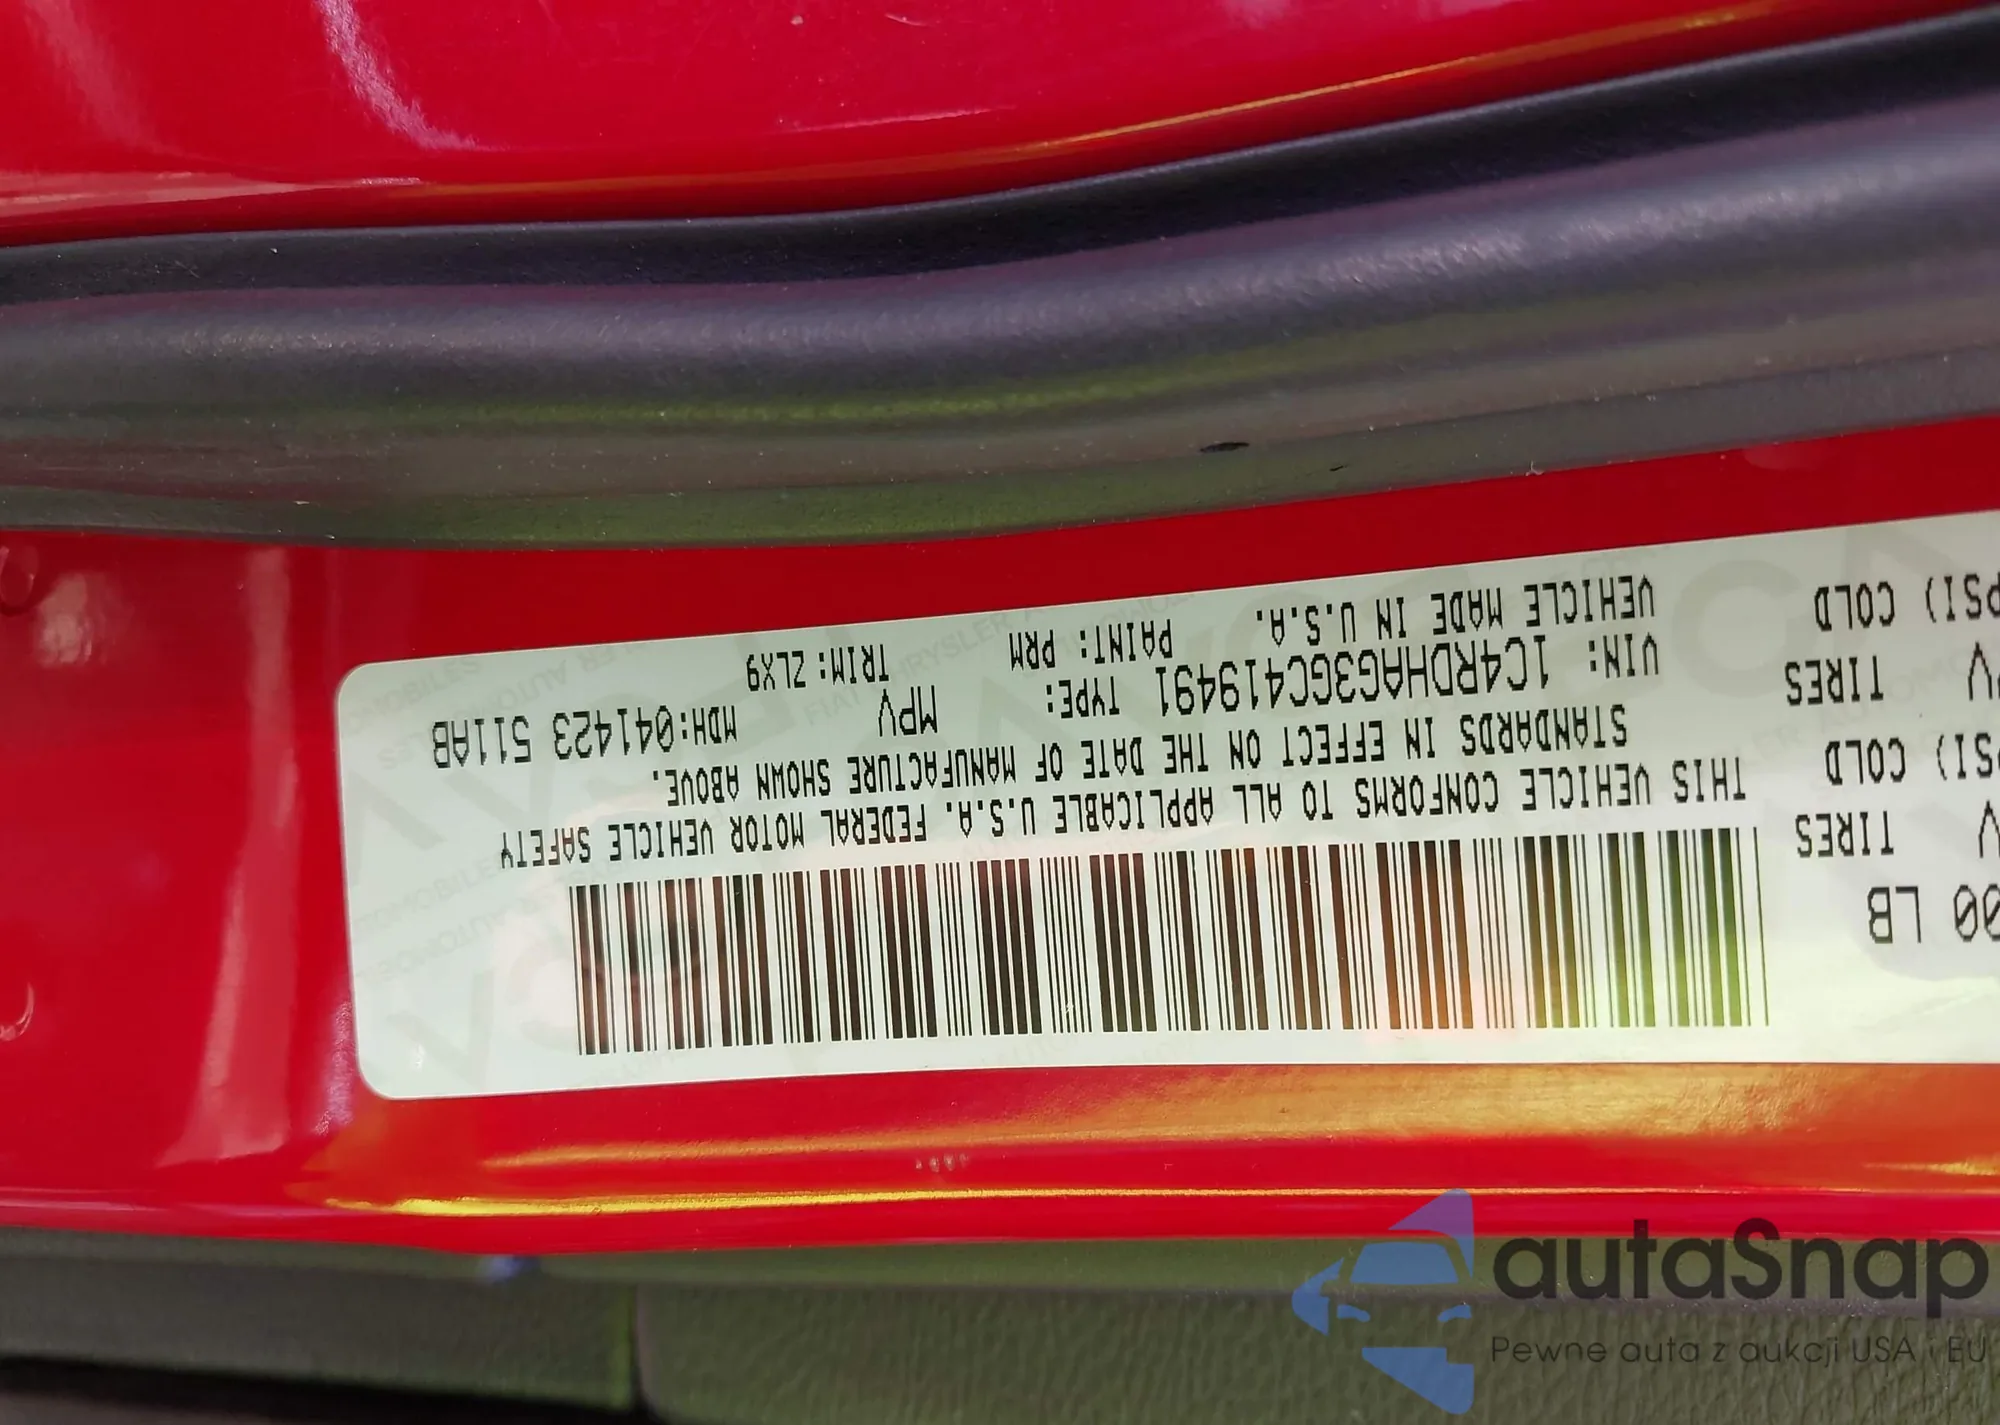 00 LB
TIRES
PSI) COLD
TIRES
PSI) COLD
THIS VEHICLE CONFORMS TO ALL APPLICABLE U.S.A. FEDERAL MOTOR VEHICLE SAFETY
STANDARDS IN EFFECT ON THE DATE OF MANUFACTURE SHOWN ABOVE.
VIN: 1C4RDHAG3GC419491 TYPE: MPV MDH:041423 511AB
VEHICLE MADE IN U.S.A. PAINT: PRM TRIM: ZLX9
autaSnap
Pewne auta z aukcji USA i EU